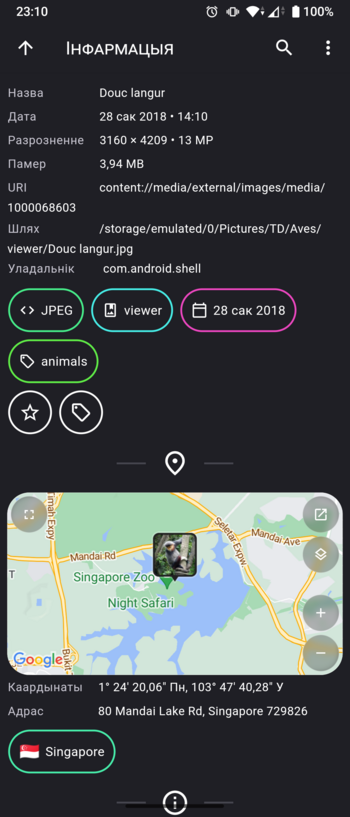 23:10
100%
Інфармацыя
Назва Douc langur
Дата 28 сак 2018 • 14:10
Разрозненне 3160 × 4209 • 13 MP
Памер 3,94 MB
URI content://media/external/images/media/
1000068603
Шлях /storage/emulated/0/Pictures/TD/Aves/
viewer/Douc langur.jpg
Уладальнік com.android.shell
JPEG
viewer
28 сак 2018
animals
Seletar Expy
Mandai Ave
Mandai Rd
Singapore Zoo
T
Night Safari
Google
Bukit
Каардынаты 1° 24′ 20,06″ Пн, 103° 47′ 40,28″ У
Адрас 80 Mandai Lake Rd, Singapore 729826
Singapore